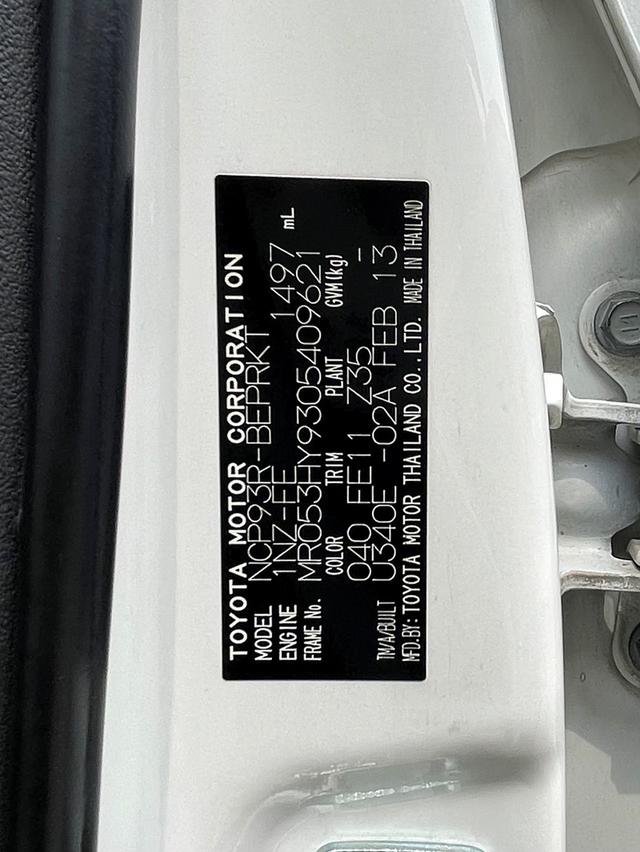 TOYOTA MOTOR CORPORATION
MODEL NCP93R-BEPRKT
ENGINE 1NZ-FE 1497 mL
FRAME No. MR053HY9305409621
COLOR TRIM PLANT GVM(kg)
040 FE11 Z35 -
TM/A/BUILT U340E -02A FEB 13
MFD.BY:TOYOTA MOTOR THAILAND CO.,LTD. MADE IN THAILAND